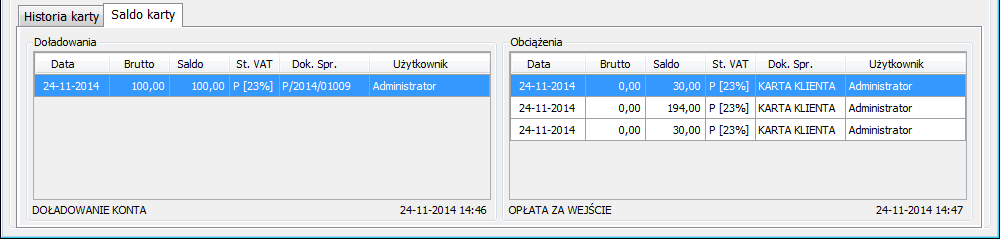 Historia karty Saldo karty
Doładowania
Data Brutto Saldo St. VAT Dok. Spr. Użytkownik
24-11-2014 100,00 100,00 P [23%] P/2014/01009 Administrator
DOŁADOWANIE KONTA 24-11-2014 14:46
Obciążenia
Data Brutto Saldo St. VAT Dok. Spr. Użytkownik
24-11-2014 0,00 30,00 P [23%] KARTA KLIENTA Administrator
24-11-2014 0,00 194,00 P [23%] KARTA KLIENTA Administrator
24-11-2014 0,00 30,00 P [23%] KARTA KLIENTA Administrator
OPŁATA ZA WEJŚCIE 24-11-2014 14:47